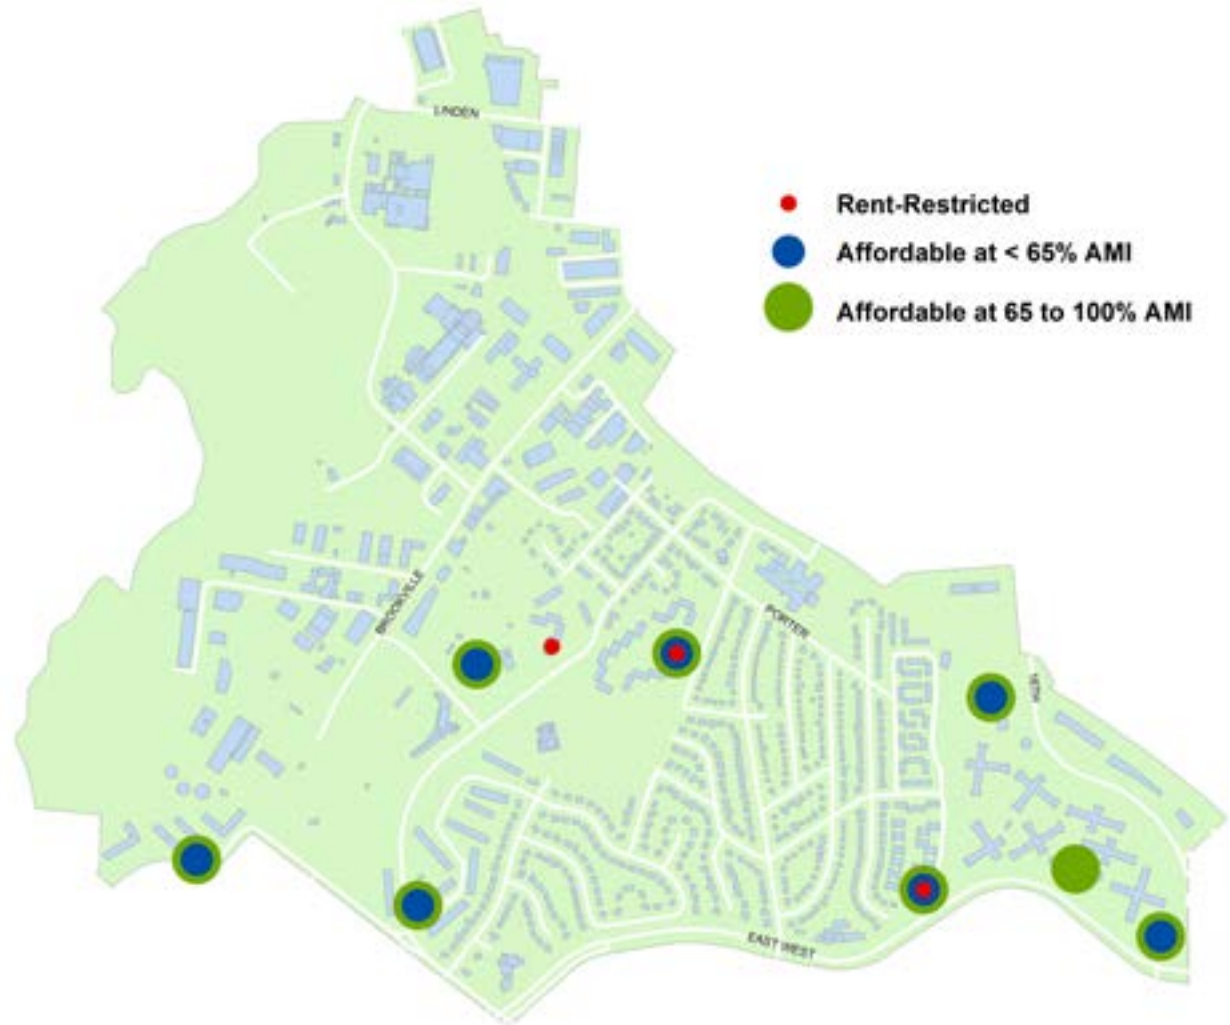 LINDEN
Rent-Restricted
Affordable at < 65% AMI
Affordable at 65 to 100% AMI
BROOKVILLE
PORTER
16TH
EAST WEST